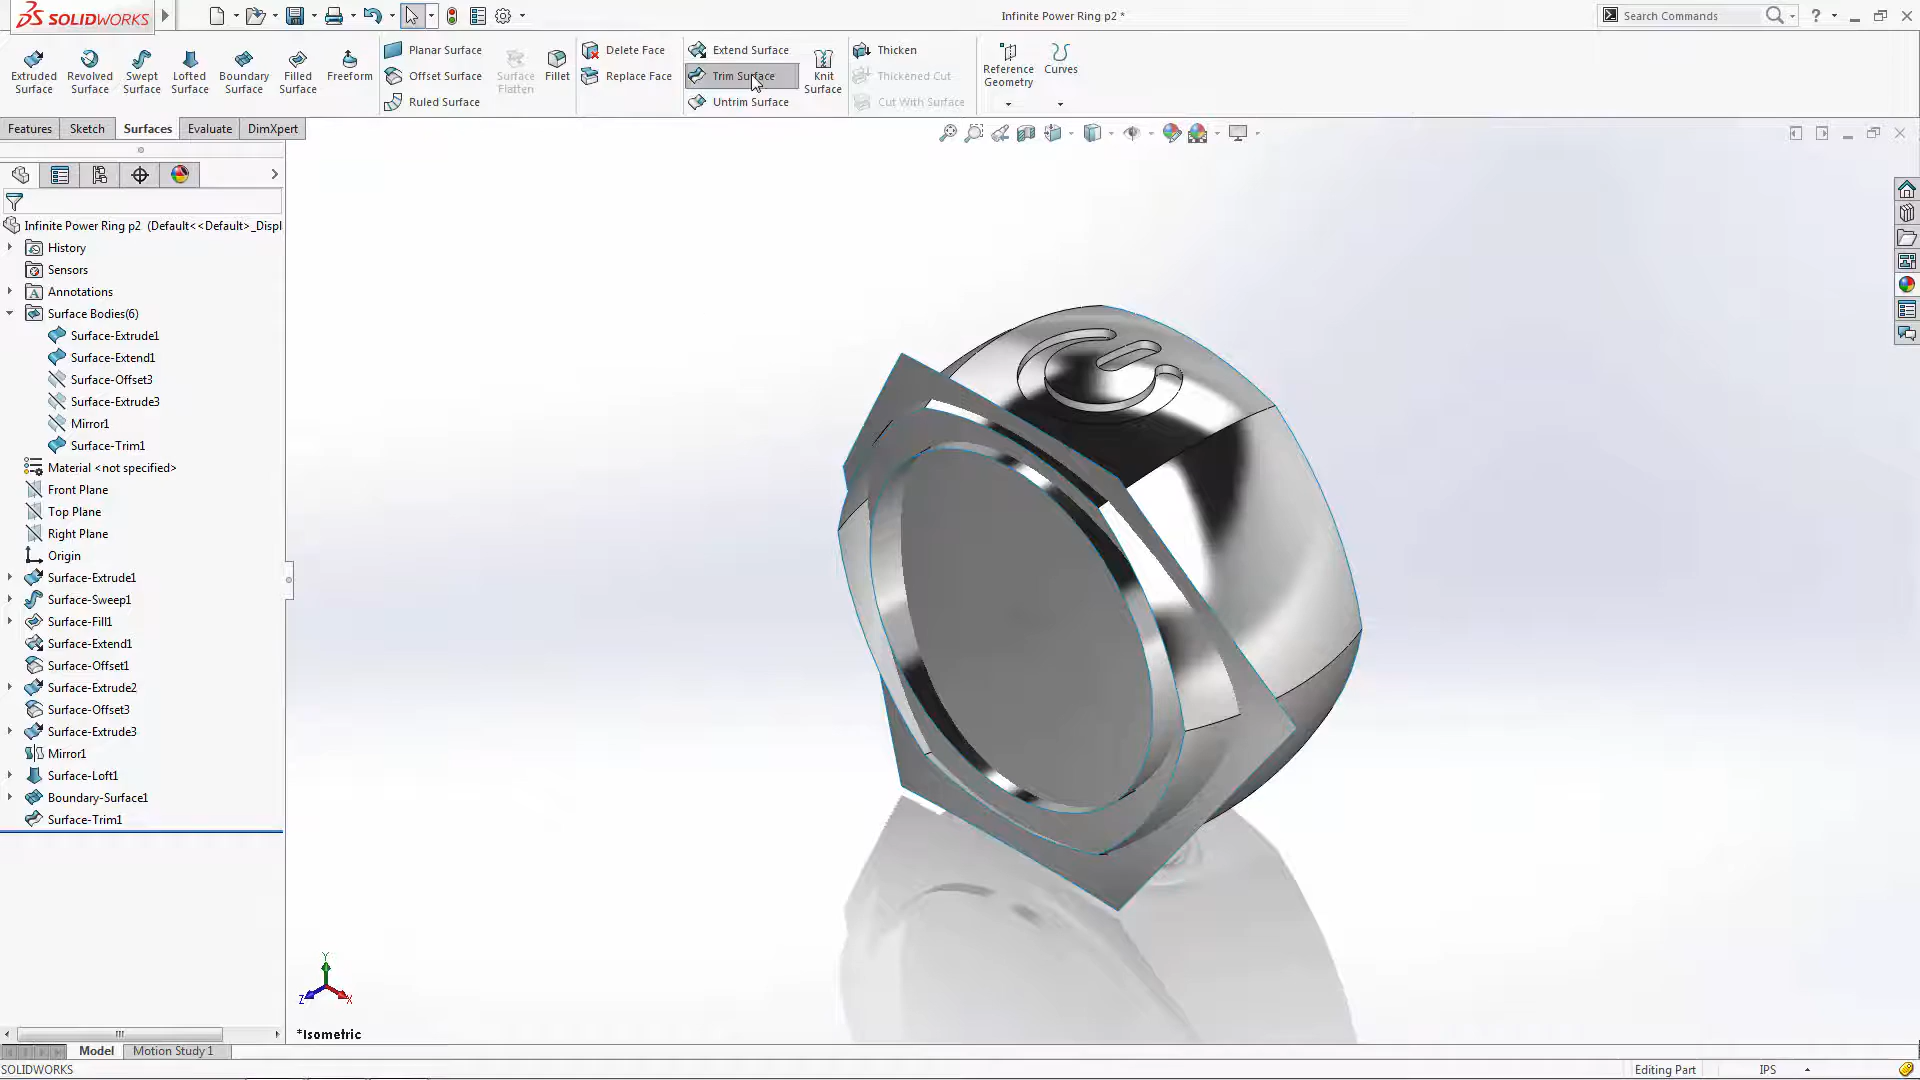 SOLIDWORKS
Infinite Power Ring p2 *
Search Commands
?
Extruded Surface
Revolved Surface
Swept Surface
Lofted Surface
Boundary Surface
Filled Surface
Freeform
Planar Surface
Offset Surface
Ruled Surface
Surface Flatten
Fillet
Delete Face
Replace Face
Extend Surface
Trim Surface
Untrim Surface
Knit Surface
Thicken
Thickened Cut
Cut With Surface
Reference Geometry
Curves
Features
Sketch
Surfaces
Evaluate
DimXpert
Infinite Power Ring p2 (Default<<Default>_Displ
History
Sensors
Annotations
Surface Bodies(6)
Surface-Extrude1
Surface-Extend1
Surface-Offset3
Surface-Extrude3
Mirror1
Surface-Trim1
Material <not specified>
Front Plane
Top Plane
Right Plane
Origin
Surface-Extrude1
Surface-Sweep1
Surface-Fill1
Surface-Extend1
Surface-Offset1
Surface-Extrude2
Surface-Offset3
Surface-Extrude3
Mirror1
Surface-Loft1
Boundary-Surface1
Surface-Trim1
Y
Z
X
*Isometric
Model
Motion Study 1
SOLIDWORKS
Editing Part
IPS